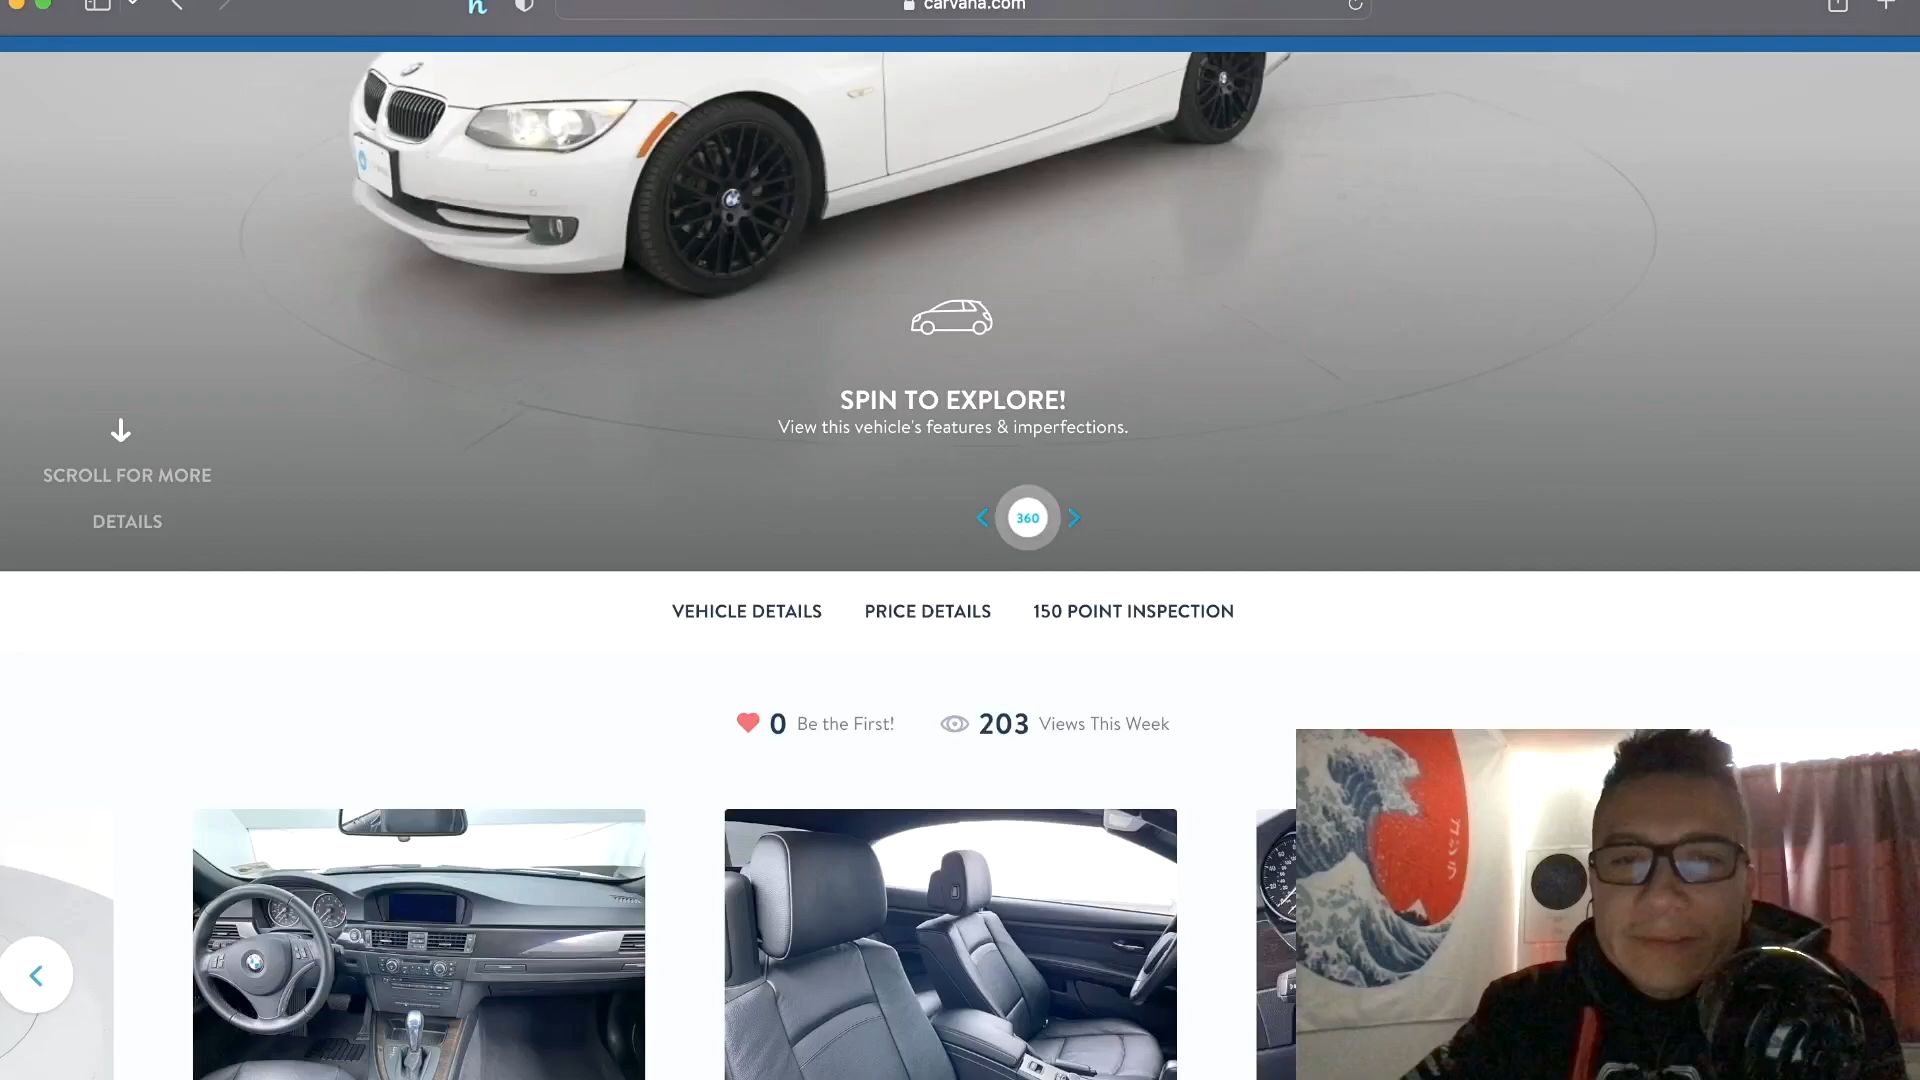 carvana.com
SPIN TO EXPLORE!
View this vehicle's features & imperfections.
SCROLL FOR MORE
DETAILS
360
VEHICLE DETAILS PRICE DETAILS 150 POINT INSPECTION
0 Be the First! 203 Views This Week